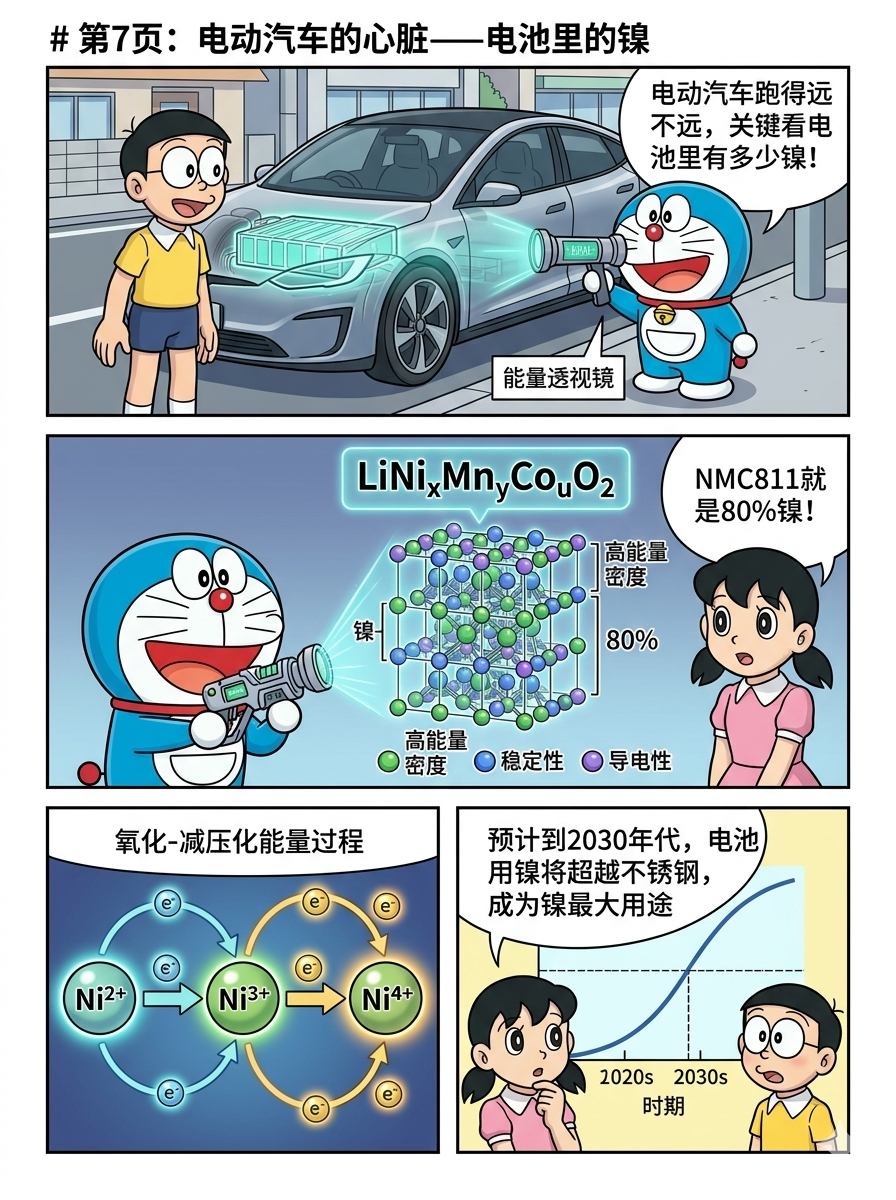 # 第7页：电动汽车的心脏——电池里的镍
电动汽车跑得远
不远，关键看电
池里有多少镍！
能量透视镜
LiNiₓMnᵧCoᵤO₂
NMC811就
是80%镍！
高能量
密度
镍
80%
高能量
密度
稳定性
导电性
氧化-减压化能量过程
e⁻
e⁻
e⁻
e⁻
e⁻
Ni²⁺
Ni³⁺
Ni⁴⁺
e⁻
e⁻
e⁻
预计到2030年代，电池
用镍将超越不锈钢，
成为镍最大用途
2020s 2030s
时期